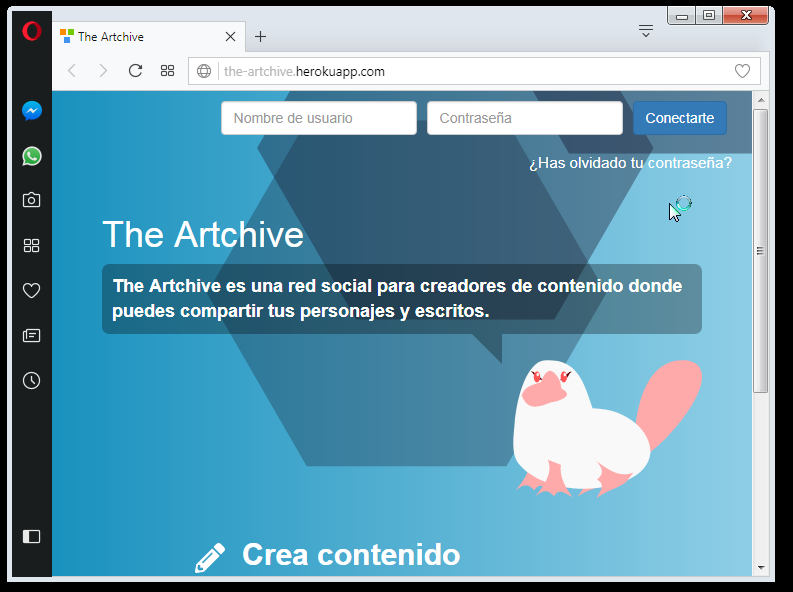 The Artchive
the-artchive.herokuapp.com
Nombre de usuario
Contraseña
Conectarte
¿Has olvidado tu contraseña?
The Artchive
The Artchive es una red social para creadores de contenido donde
puedes compartir tus personajes y escritos.
Crea contenido